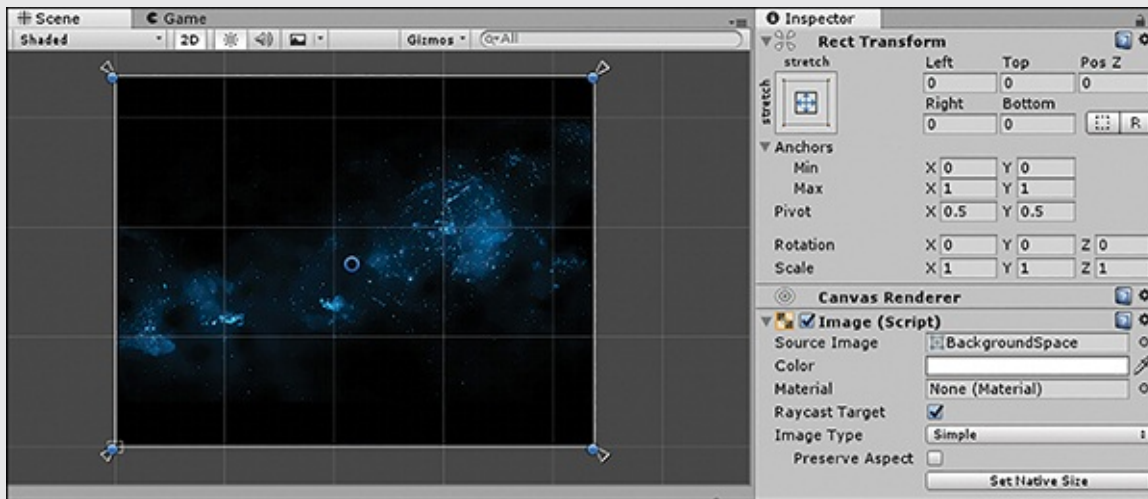 Scene
Game
Shaded
2D
Gizmos
All
Inspector
Rect Transform
stretch
stretch
Left Top Pos Z
0 0 0
Right Bottom
0 0
R
Anchors
Min X 0 Y 0
Max X 1 Y 1
Pivot X 0.5 Y 0.5
Rotation X 0 Y 0 Z 0
Scale X 1 Y 1 Z 1
Canvas Renderer
Image (Script)
Source Image BackgroundSpace
Color
Material None (Material)
Raycast Target
Image Type Simple
Preserve Aspect
Set Native Size